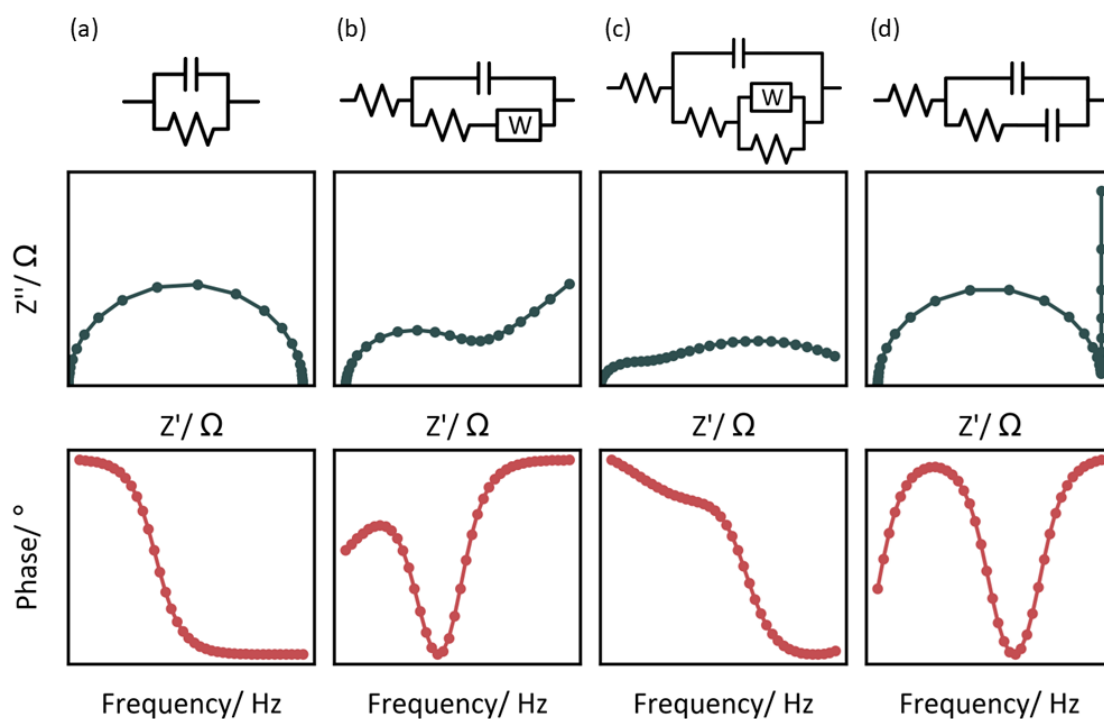 (a)
(b)
(c)
(d)
W
W
Z''/ Ω
Z'/ Ω
Z'/ Ω
Z'/ Ω
Z'/ Ω
Phase/ °
Frequency/ Hz
Frequency/ Hz
Frequency/ Hz
Frequency/ Hz